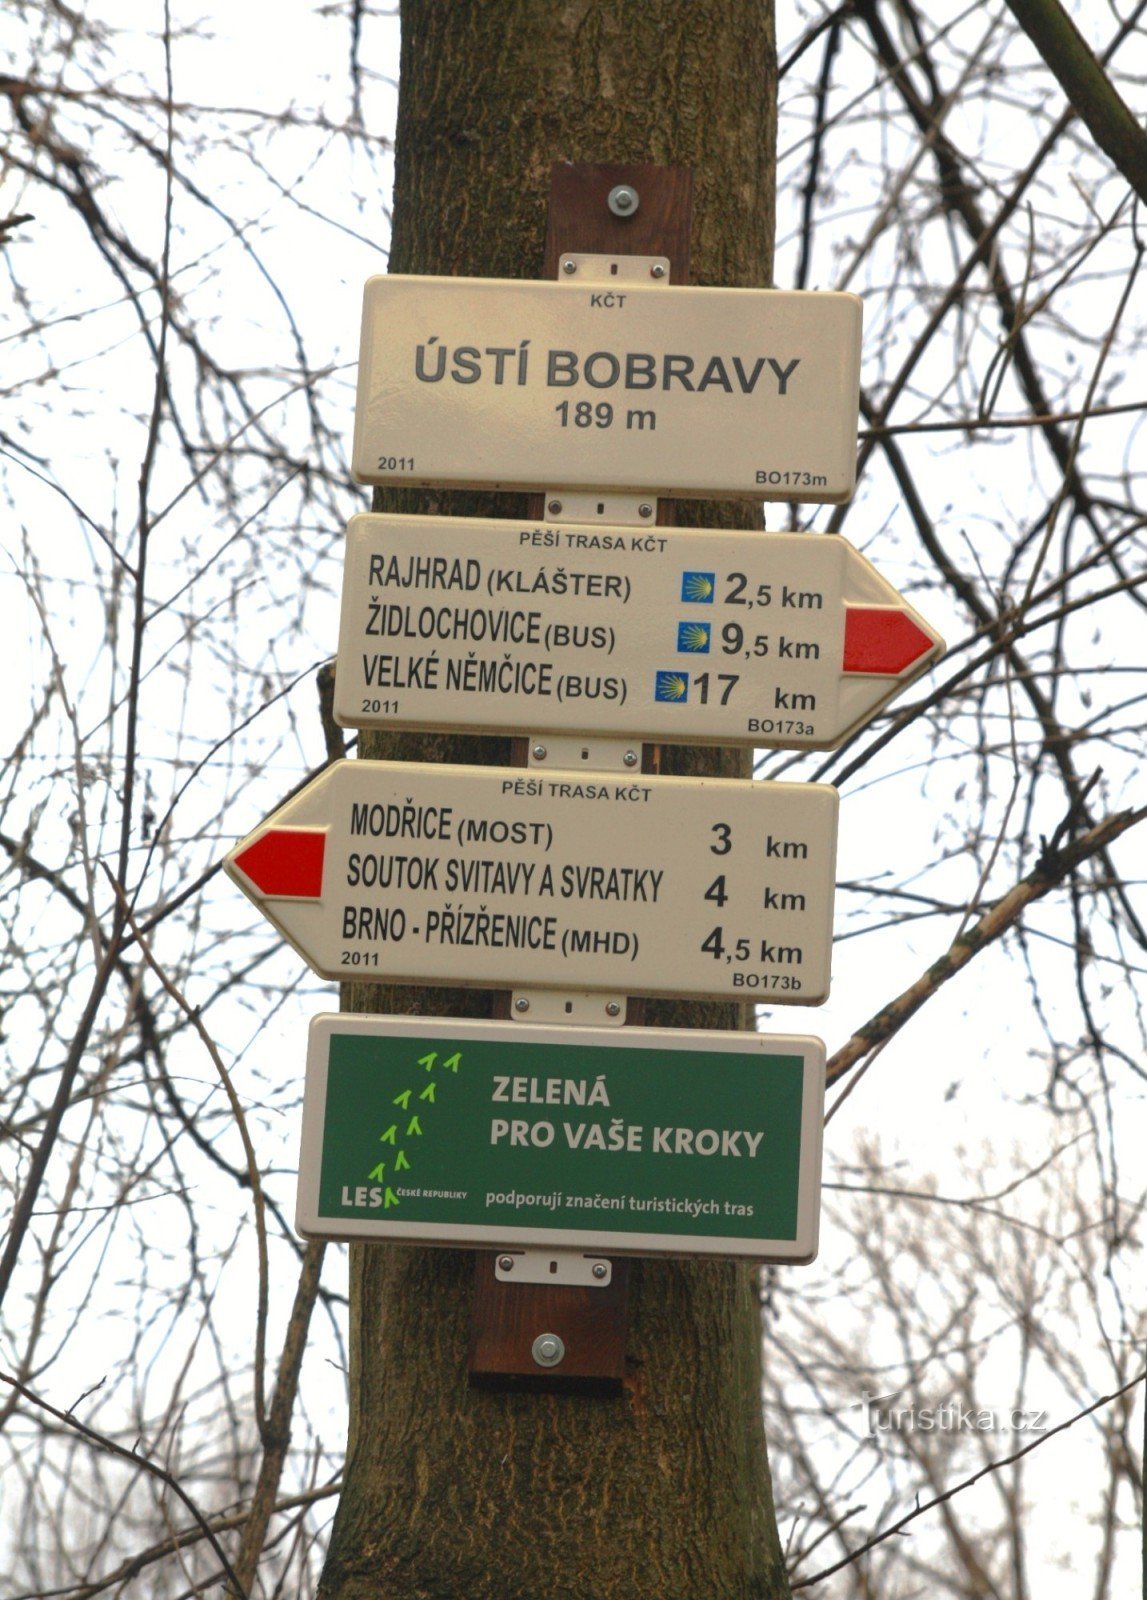 KČT
ÚSTÍ BOBRAVY
189 m
2011 BO173m
PĚŠÍ TRASA KČT
RAJHRAD (KLÁŠTER) 2,5 km
ŽIDLOCHOVICE (BUS) 9,5 km
VELKÉ NĚMČICE (BUS) 17 km
2011 BO173a
PĚŠÍ TRASA KČT
MODŘICE (MOST) 3 km
SOUTOK SVITAVY A SVRATKY 4 km
BRNO - PŘÍZŘENICE (MHD) 4,5 km
2011 BO173b
ZELENÁ
PRO VAŠE KROKY
LESY ČESKÉ REPUBLIKY podporují značení turistických tras
Turistika.cz